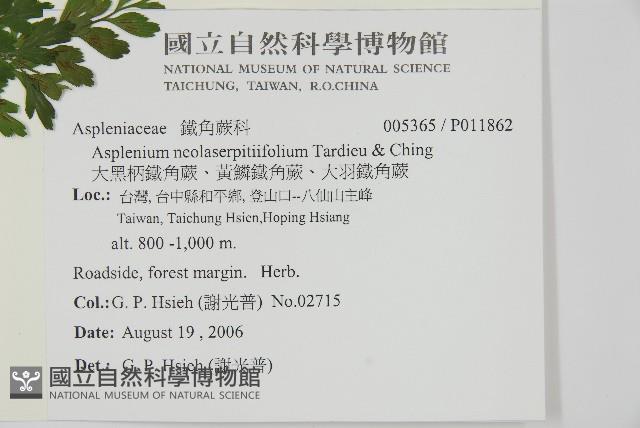 國立自然科學博物館
NATIONAL MUSEUM OF NATURAL SCIENCE
TAICHUNG, TAIWAN, R.O.CHINA
Aspleniaceae 鐵角蕨科 005365 / P011862
Asplenium neolaserpitiifolium Tardieu & Ching
大黑柄鐵角蕨、黃鱗鐵角蕨、大羽鐵角蕨
Loc.: 台灣, 台中縣和平鄉, 登山口--八仙山主峰
Taiwan, Taichung Hsien,Hoping Hsiang
alt. 800 -1,000 m.
Roadside, forest margin. Herb.
Col.: G. P. Hsieh (謝光普) No.02715
Date: August 19 , 2006
Det.: G. P. Hsieh (謝光普)
國立自然科學博物館
NATIONAL MUSEUM OF NATURAL SCIENCE